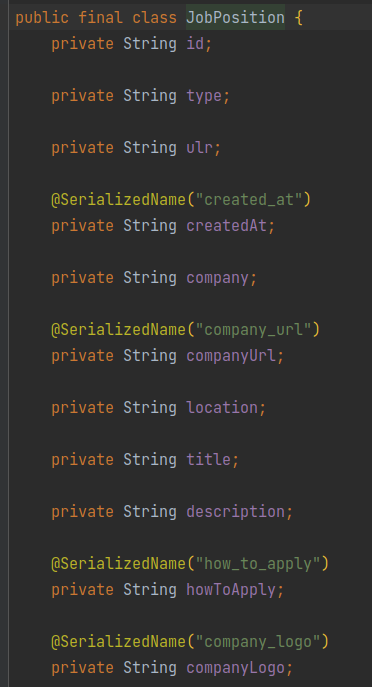 public final class JobPosition {
private String id;
private String type;
private String ulr;
@SerializedName("created_at")
private String createdAt;
private String company;
@SerializedName("company_url")
private String companyUrl;
private String location;
private String title;
private String description;
@SerializedName("how_to_apply")
private String howToApply;
@SerializedName("company_logo")
private String companyLogo;